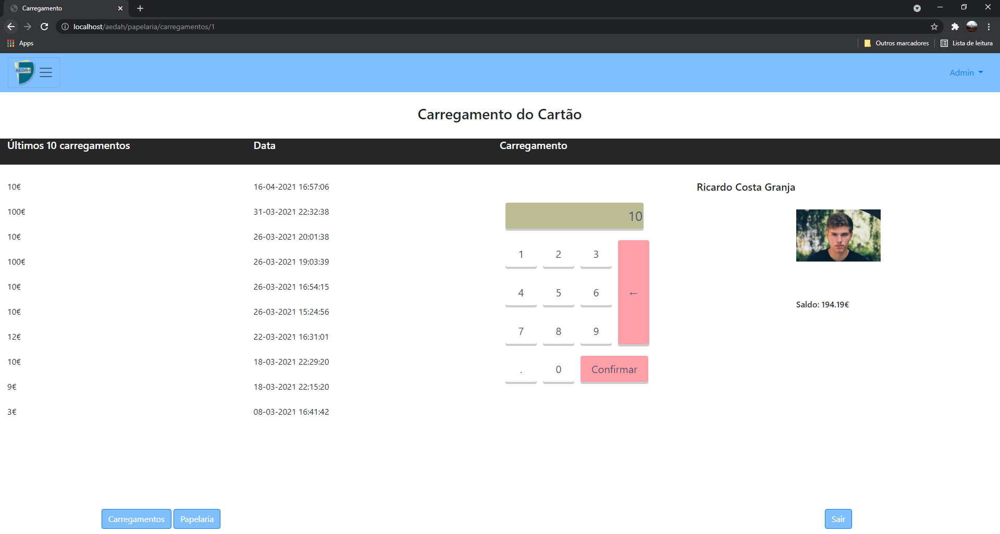 Carregamento
localhost/aedah/papelaria/carregamentos/1
Apps
Outros marcadores
Lista de leitura
AEDAH
Admin
Carregamento do Cartão
Últimos 10 carregamentos Data Carregamento
10€ 16-04-2021 16:57:06
100€ 31-03-2021 22:32:38
10€ 26-03-2021 20:01:38
100€ 26-03-2021 19:03:39
10€ 26-03-2021 16:54:15
10€ 26-03-2021 15:24:56
12€ 22-03-2021 16:31:01
10€ 18-03-2021 22:29:20
9€ 18-03-2021 22:15:20
3€ 08-03-2021 16:41:42
10
1 2 3
4 5 6 ←
7 8 9
. 0 Confirmar
Ricardo Costa Granja
Saldo: 194.19€
Carregamentos Papelaria Sair